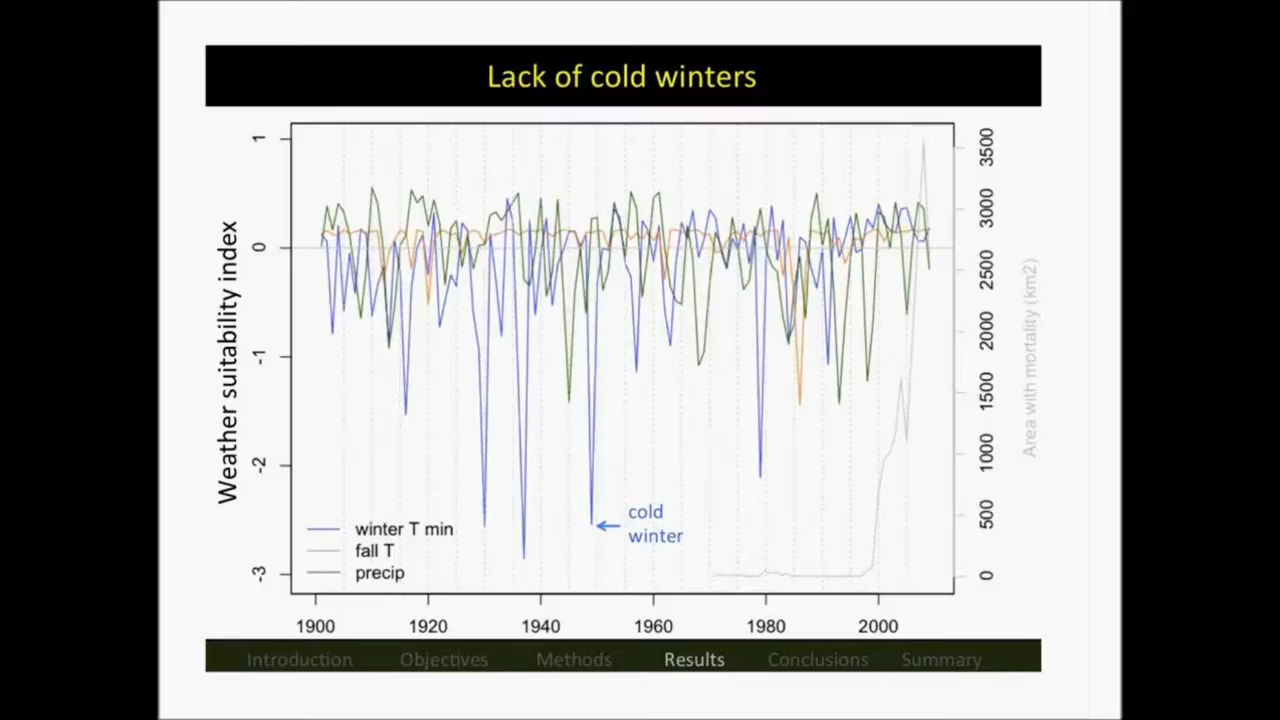 Lack of cold winters
Weather suitability index
1
0
-1
-2
-3
3500
3000
2500
2000
1500
1000
500
0
Area with mortality (km2)
cold
winter
winter T min
fall T
precip
1900 1920 1940 1960 1980 2000
Introduction Objectives Methods Results Conclusions Summary